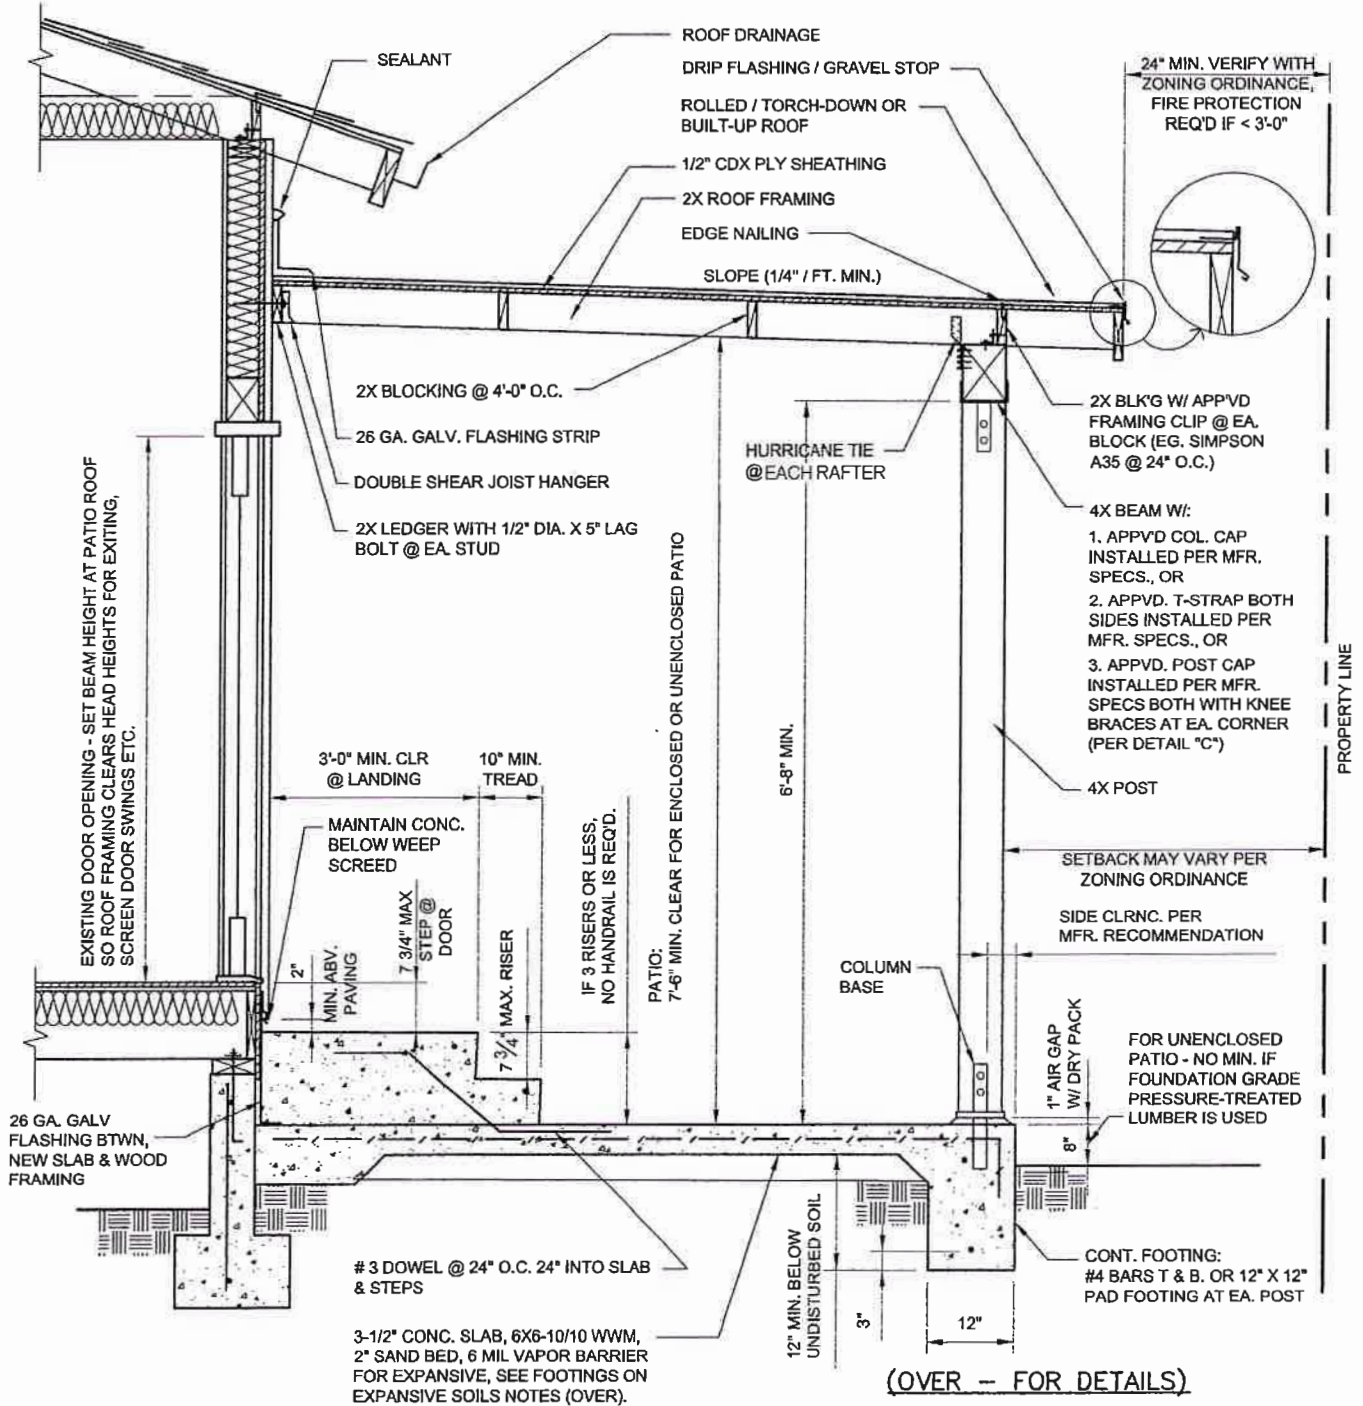 ROOF DRAINAGE
SEALANT
DRIP FLASHING / GRAVEL STOP
ROLLED / TORCH-DOWN OR
BUILT-UP ROOF
1/2" CDX PLY SHEATHING
2X ROOF FRAMING
EDGE NAILING
SLOPE (1/4" / FT. MIN.)
24" MIN. VERIFY WITH
ZONING ORDINANCE,
FIRE PROTECTION
REQ'D IF < 3'-0"
2X BLOCKING @ 4'-0" O.C.
26 GA. GALV. FLASHING STRIP
DOUBLE SHEAR JOIST HANGER
2X LEDGER WITH 1/2" DIA. X 5" LAG
BOLT @ EA. STUD
HURRICANE TIE
@EACH RAFTER
2X BLK'G W/ APP'VD
FRAMING CLIP @ EA.
BLOCK (EG. SIMPSON
A35 @ 24" O.C.)
4X BEAM W/:
1. APPV'D COL. CAP
INSTALLED PER MFR.
SPECS., OR
2. APPVD. T-STRAP BOTH
SIDES INSTALLED PER
MFR. SPECS., OR
3. APPVD. POST CAP
INSTALLED PER MFR.
SPECS BOTH WITH KNEE
BRACES AT EA. CORNER
(PER DETAIL "C")
4X POST
PROPERTY LINE
EXISTING DOOR OPENING - SET BEAM HEIGHT AT PATIO ROOF
SO ROOF FRAMING CLEARS HEAD HEIGHTS FOR EXITING,
SCREEN DOOR SWINGS ETC.
3'-0" MIN. CLR
@ LANDING
10" MIN.
TREAD
MAINTAIN CONC.
BELOW WEEP
SCREED
2"
MIN. ABV.
PAVING
7 3/4" MAX
STEP @
DOOR
7 3/4" MAX. RISER
IF 3 RISERS OR LESS,
NO HANDRAIL IS REQ'D.
PATIO:
7'-6" MIN. CLEAR FOR ENCLOSED OR UNENCLOSED PATIO
6'-8" MIN.
SETBACK MAY VARY PER
ZONING ORDINANCE
SIDE CLRNC. PER
MFR. RECOMMENDATION
COLUMN
BASE
1" AIR GAP
W/ DRY PACK
8"
FOR UNENCLOSED
PATIO - NO MIN. IF
FOUNDATION GRADE
PRESSURE-TREATED
LUMBER IS USED
26 GA. GALV
FLASHING BTWN,
NEW SLAB & WOOD
FRAMING
# 3 DOWEL @ 24" O.C. 24" INTO SLAB
& STEPS
3-1/2" CONC. SLAB, 6X6-10/10 WWM,
2" SAND BED, 6 MIL VAPOR BARRIER
FOR EXPANSIVE, SEE FOOTINGS ON
EXPANSIVE SOILS NOTES (OVER).
12" MIN. BELOW
UNDISTURBED SOIL
3"
12"
CONT. FOOTING:
#4 BARS T & B. OR 12" X 12"
PAD FOOTING AT EA. POST
(OVER – FOR DETAILS)